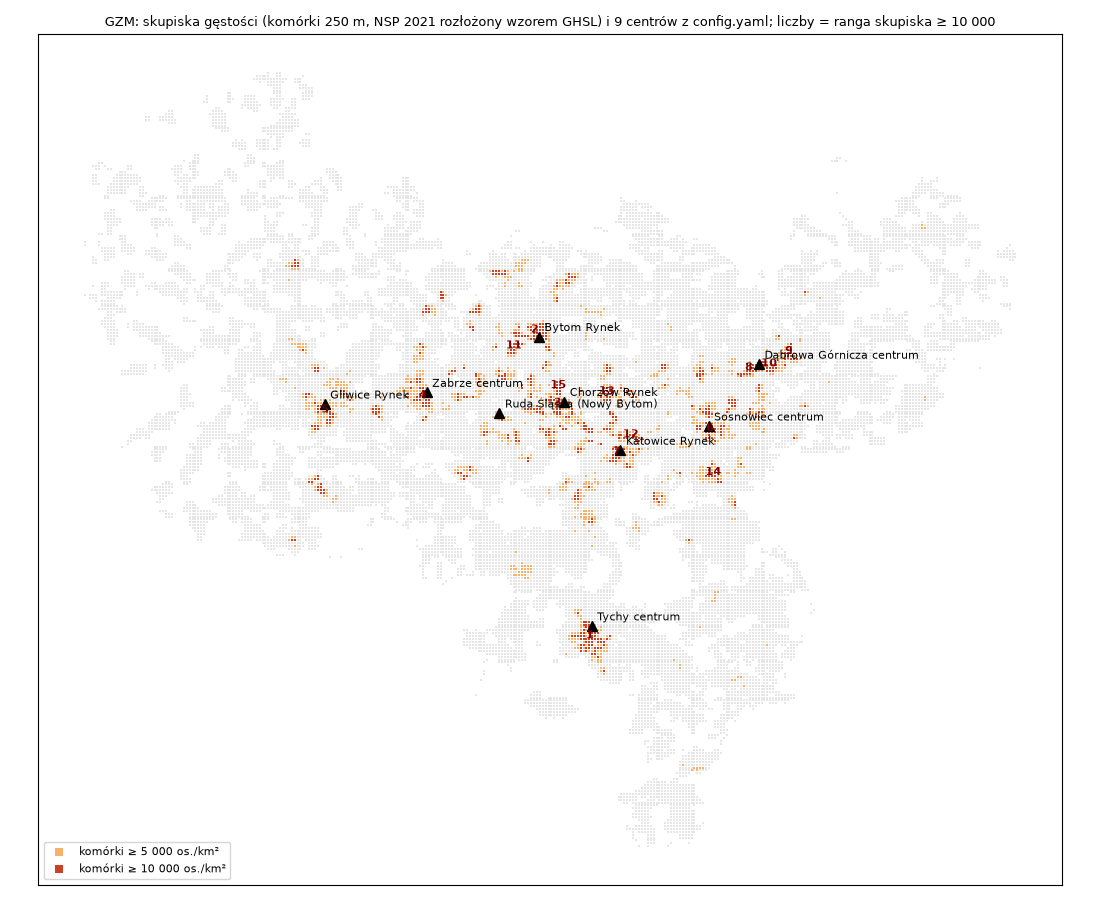 GZM: skupiska gęstości (komórki 250 m, NSP 2021 rozłożony wzorem GHSL) i 9 centrów z config.yaml; liczby = ranga skupiska ≥ 10 000
2 Bytom Rynek
11
9
Dąbrowa Górnicza centrum
8 10
Zabrze centrum
15
13
Chorzów Rynek
Gliwice Rynek
Ruda Śląska (Nowy Bytom)
Sosnowiec centrum
12
Katowice Rynek
14
Tychy centrum
1
komórki ≥ 5 000 os./km²
komórki ≥ 10 000 os./km²